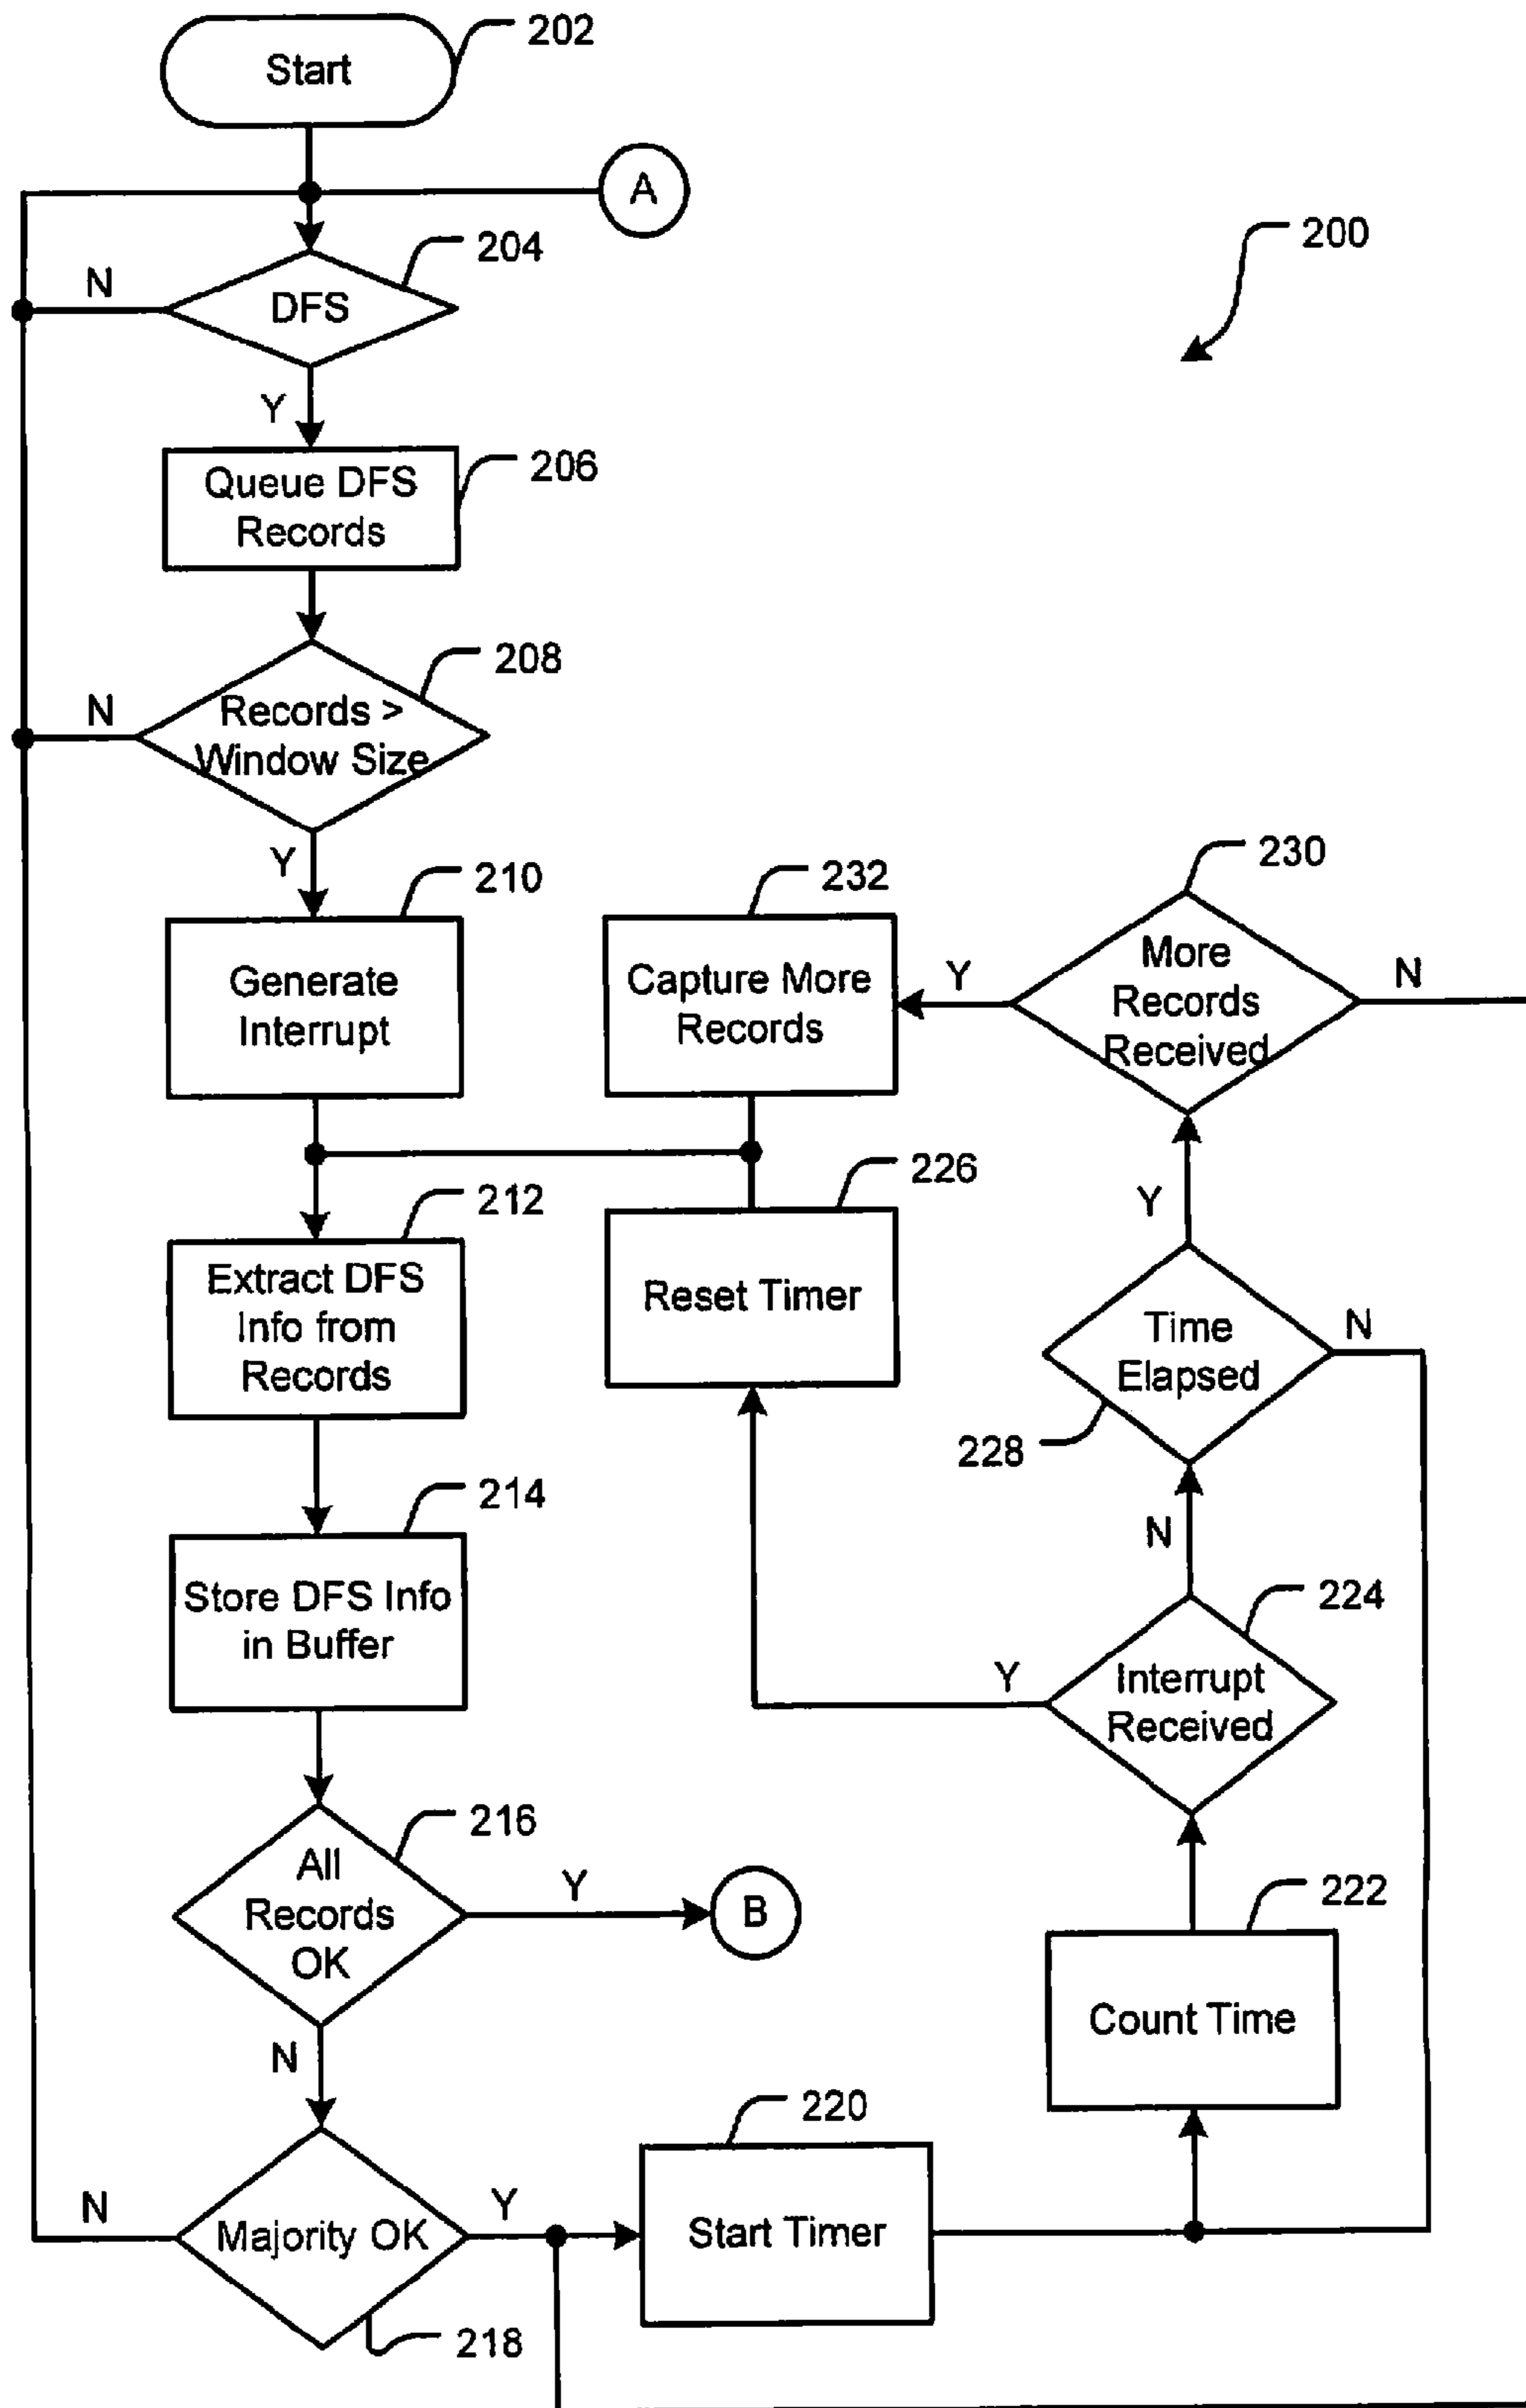 Start
202
A
200
204
DFS
N
Y
Queue DFS
Records
206
208
Records >
Window Size
N
Y
210
Generate
Interrupt
232
Capture More
Records
230
More
Records
Received
Y
N
212
Extract DFS
Info from
Records
226
Reset Timer
Y
Time
Elapsed
N
228
214
Store DFS Info
in Buffer
N
224
Interrupt
Received
Y
216
All
Records
OK
Y
B
222
Count Time
N
220
Start Timer
Majority OK
N
Y
218